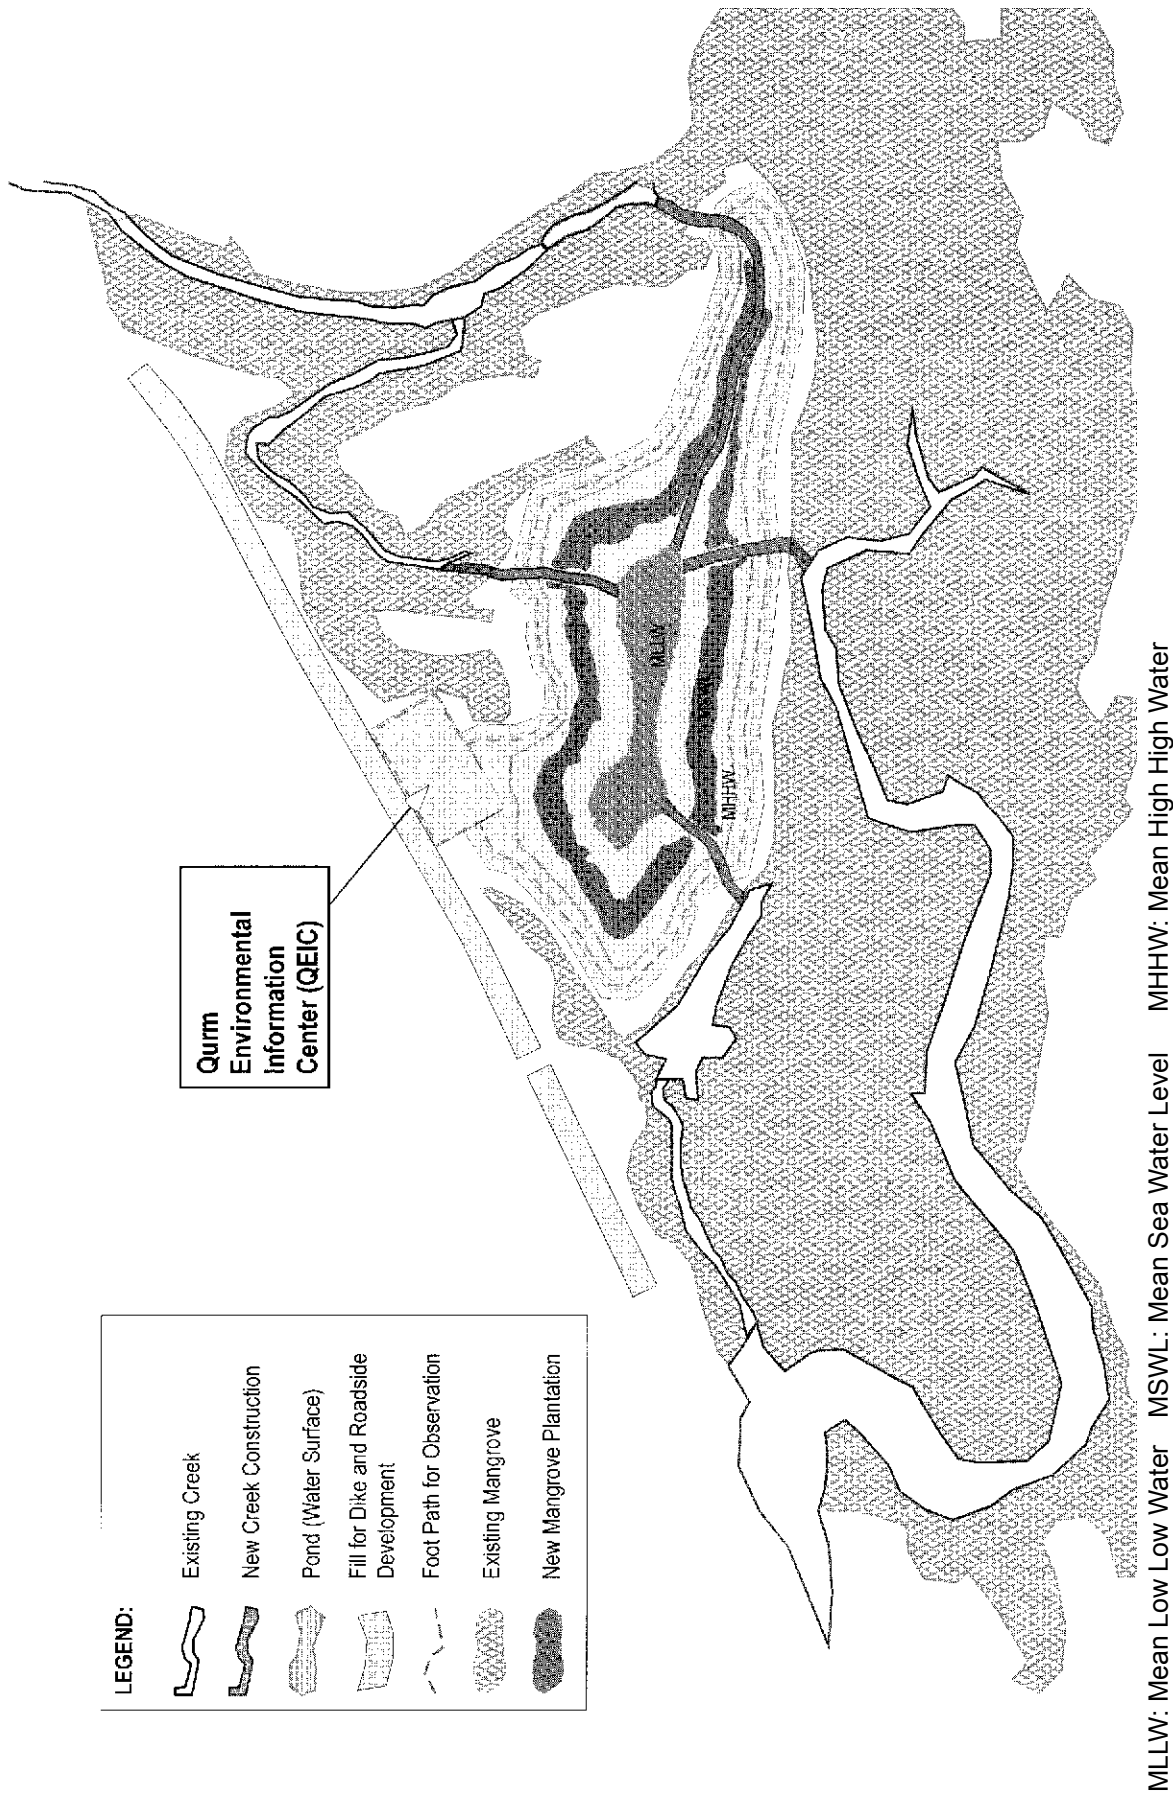 Qurm
Environmental
Information
Center (QEIC)
MLLW
MHHW
LEGEND:
Existing Creek
New Creek Construction
Pond (Water Surface)
Fill for Dike and Roadside
Development
Foot Path for Observation
Existing Mangrove
New Mangrove Plantation
MLLW: Mean Low Low Water MSWL: Mean Sea Water Level MHHW: Mean High High Water